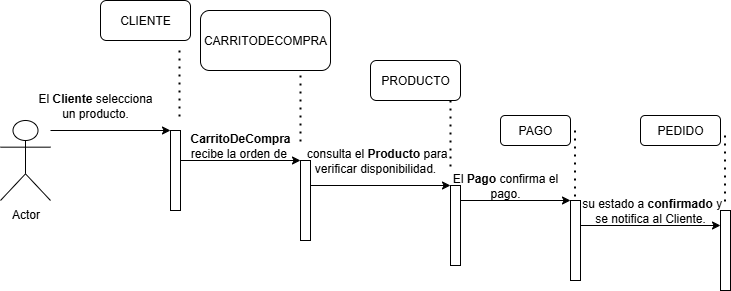 CLIENTE
CARRITODECOMPRA
PRODUCTO
PAGO
PEDIDO
El Cliente selecciona
un producto.
CarritoDeCompra
recibe la orden de
consulta el Producto para
verificar disponibilidad.
El Pago confirma el
pago.
su estado a confirmado y
se notifica al Cliente.
Actor